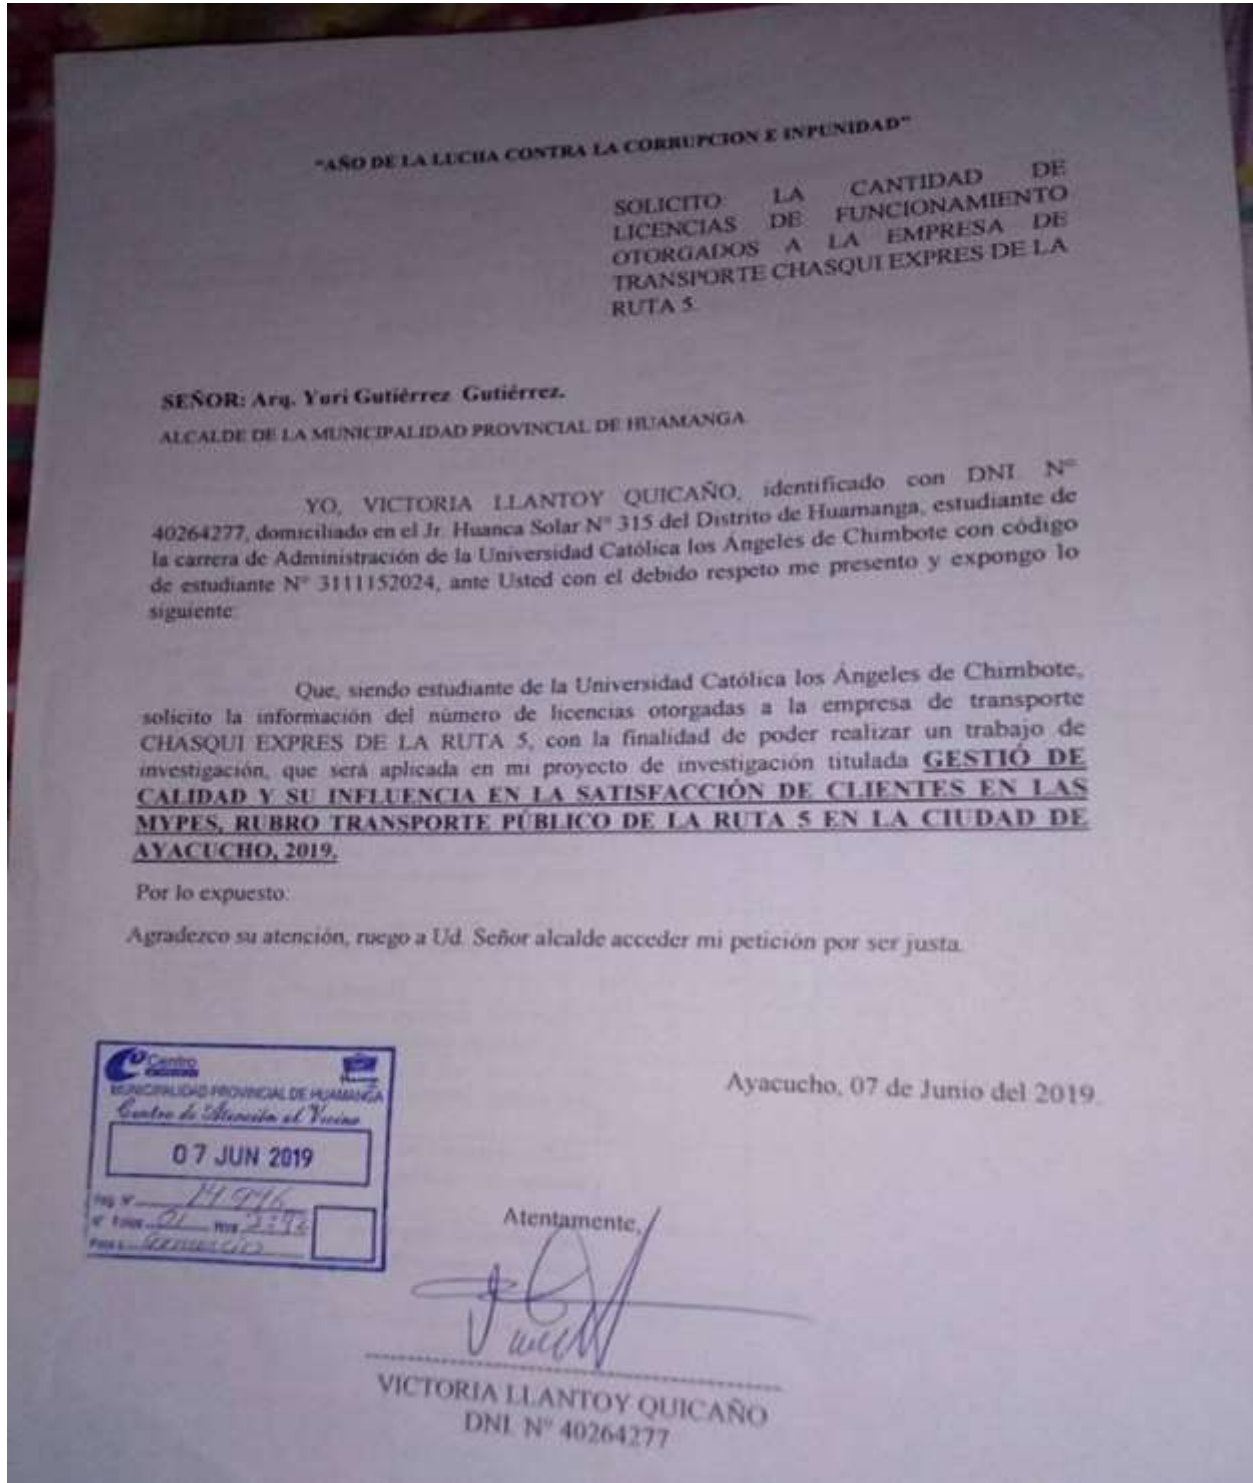 "AÑO DE LA LUCHA CONTRA LA CORRUPCION E INPUNIDAD"
SOLICITO: LA CANTIDAD DE
LICENCIAS DE FUNCIONAMIENTO
OTORGADOS A LA EMPRESA DE
TRANSPORTE CHASQUI EXPRES DE LA
RUTA 5.
SEÑOR: Arq. Yuri Gutiérrez Gutiérrez.
ALCALDE DE LA MUNICIPALIDAD PROVINCIAL DE HUAMANGA.
YO, VICTORIA LLANTOY QUICAÑO, identificado con DNI. N°
40264277, domiciliado en el Jr. Huanca Solar N° 315 del Distrito de Huamanga, estudiante de
la carrera de Administración de la Universidad Católica los Ángeles de Chimbote con código
de estudiante N° 3111152024, ante Usted con el debido respeto me presento y expongo lo
siguiente:
Que, siendo estudiante de la Universidad Católica los Ángeles de Chimbote,
solicito la información del número de licencias otorgadas a la empresa de transporte
CHASQUI EXPRES DE LA RUTA 5, con la finalidad de poder realizar un trabajo de
investigación, que será aplicada en mi proyecto de investigación titulada GESTIÓ DE
CALIDAD Y SU INFLUENCIA EN LA SATISFACCIÓN DE CLIENTES EN LAS
MYPES, RUBRO TRANSPORTE PÚBLICO DE LA RUTA 5 EN LA CIUDAD DE
AYACUCHO, 2019.
Por lo expuesto:
Agradezco su atención, ruego a Ud. Señor alcalde acceder mi petición por ser justa.
Ayacucho, 07 de Junio del 2019.
Centro
MUNICIPALIDAD PROVINCIAL DE HUAMANGA
Centro de Atención al Vecino
07 JUN 2019
Reg. N°
N° Folios 01 Hora
Comercio
Atentamente,
VICTORIA LLANTOY QUICAÑO
DNI. N° 40264277